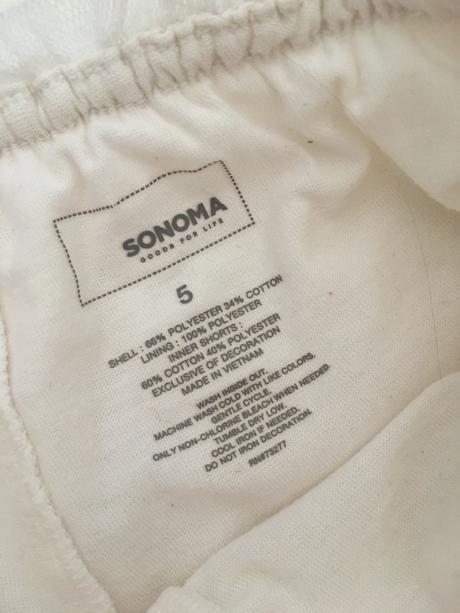 SONOMA
GOODS FOR LIFE
5
SHELL : 66% POLYESTER 34% COTTON
LINING : 100% POLYESTER
INNER SHORTS :
60% COTTON 40% POLYESTER
EXCLUSIVE OF DECORATION
MADE IN VIETNAM
WASH INSIDE OUT.
MACHINE WASH COLD WITH LIKE COLORS.
GENTLE CYCLE.
ONLY NON-CHLORINE BLEACH WHEN NEEDED.
TUMBLE DRY LOW.
COOL IRON IF NEEDED.
DO NOT IRON DECORATION.
RN#73277